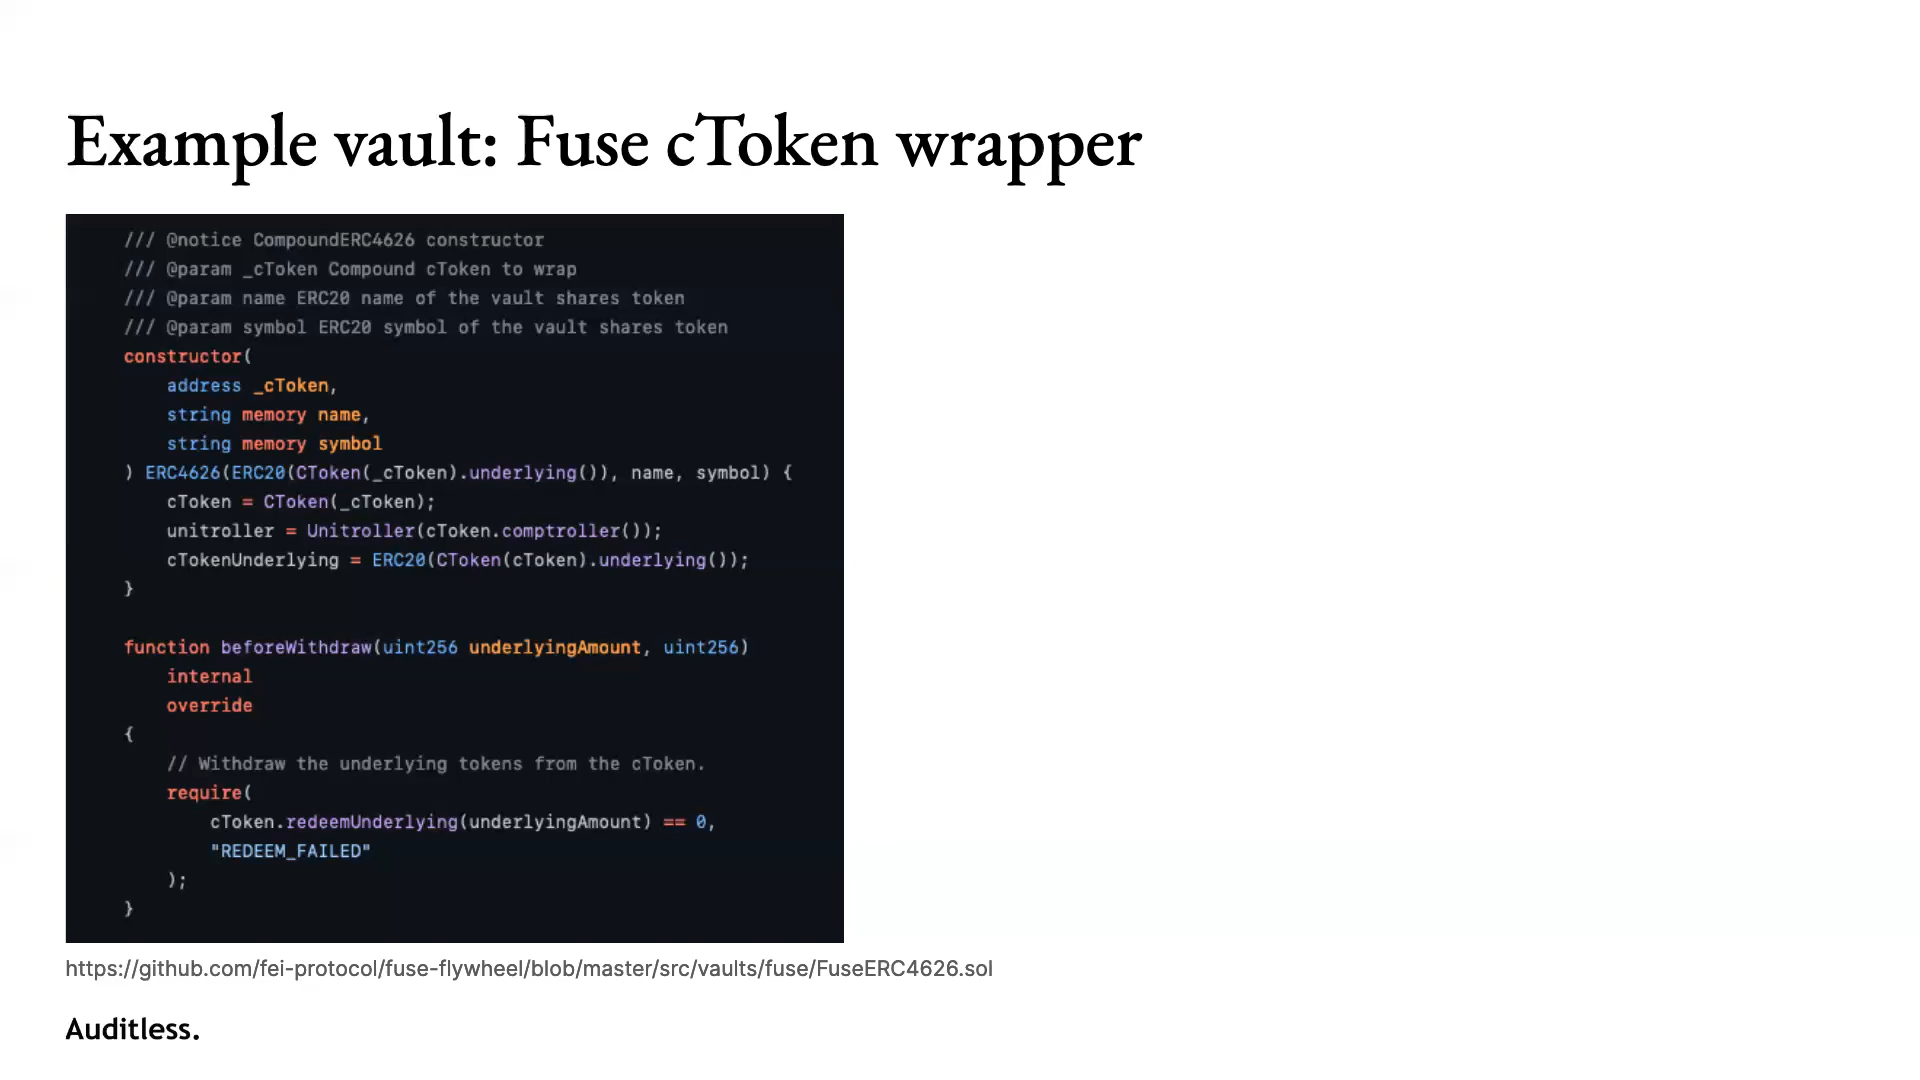 Example vault: Fuse cToken wrapper
/// @notice CompoundERC4626 constructor
/// @param _cToken Compound cToken to wrap
/// @param name ERC20 name of the vault shares token
/// @param symbol ERC20 symbol of the vault shares token
constructor(
    address _cToken,
    string memory name,
    string memory symbol
) ERC4626(ERC20(CToken(_cToken).underlying()), name, symbol) {
    cToken = CToken(_cToken);
    unitroller = Unitroller(cToken.comptroller());
    cTokenUnderlying = ERC20(CToken(cToken).underlying());
}
function beforeWithdraw(uint256 underlyingAmount, uint256)
    internal
    override
{
    // Withdraw the underlying tokens from the cToken.
    require(
        cToken.redeemUnderlying(underlyingAmount) == 0,
        "REDEEM_FAILED"
    );
}
https://github.com/fei-protocol/fuse-flywheel/blob/master/src/vaults/fuse/FuseERC4626.sol
Auditless.